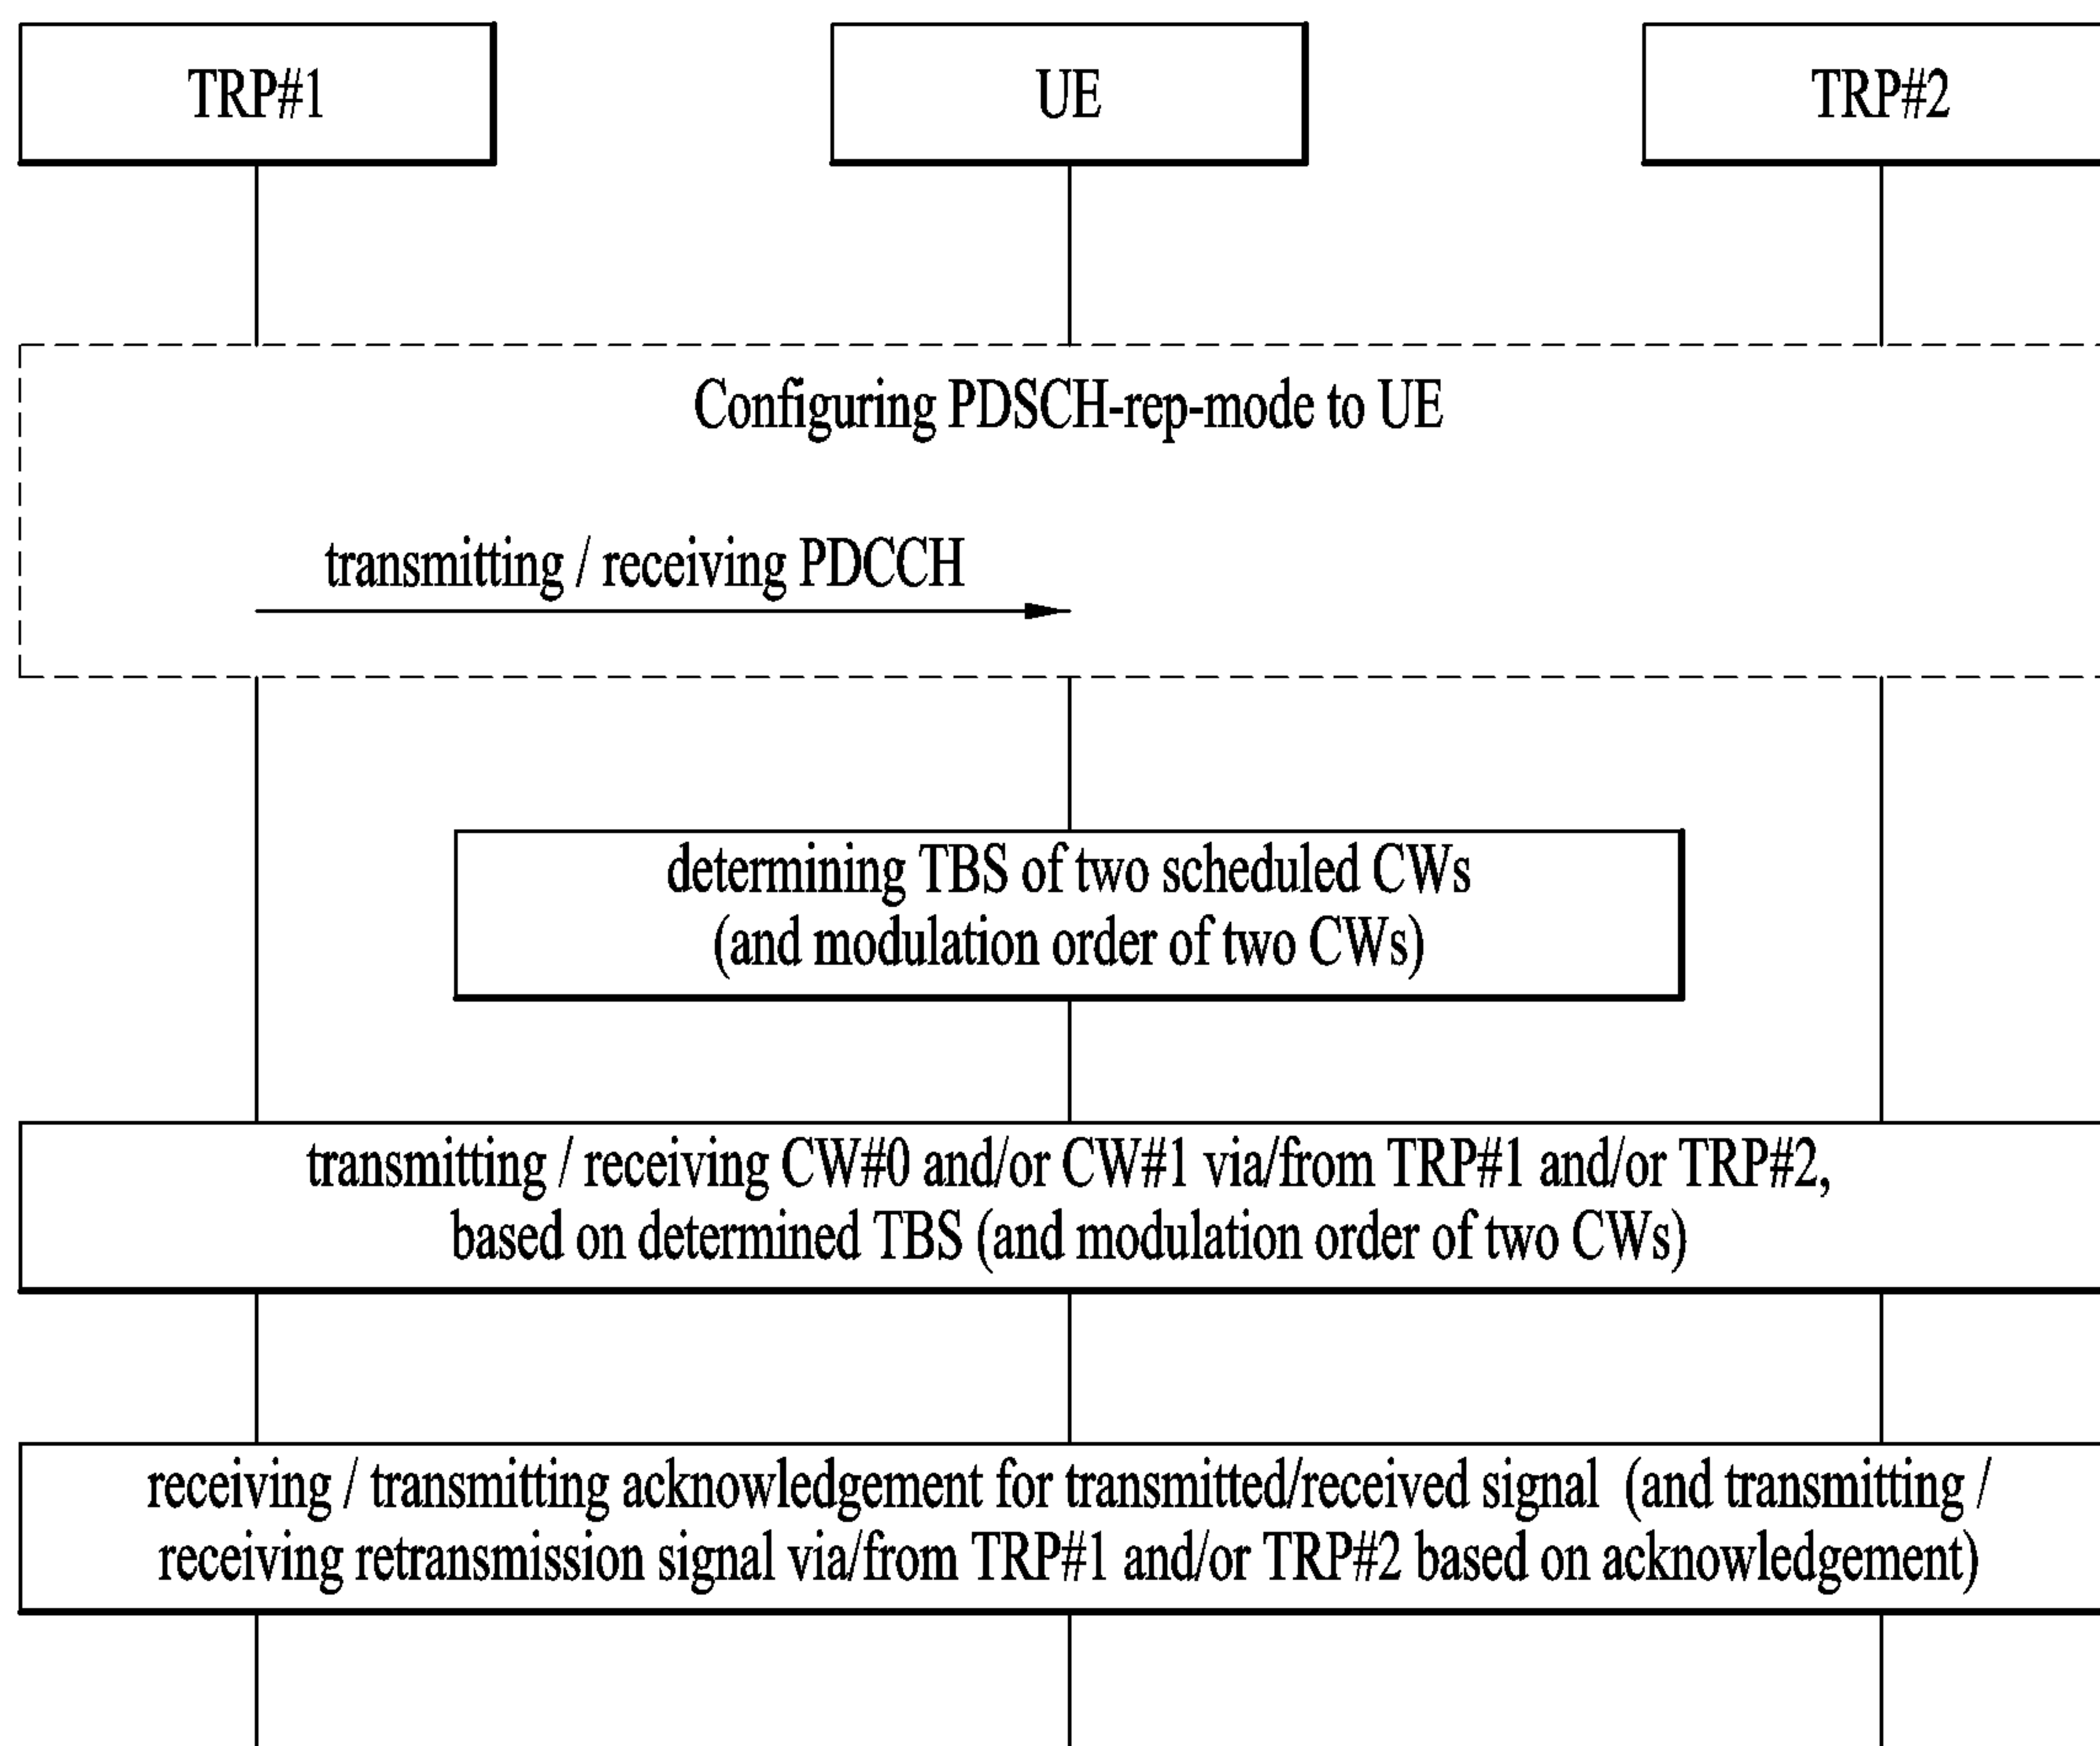 TRP#1
UE
TRP#2
Configuring PDSCH-rep-mode to UE
transmitting / receiving PDCCH
determining TBS of two scheduled CWs
(and modulation order of two CWs)
transmitting / receiving CW#0 and/or CW#1 via/from TRP#1 and/or TRP#2,
based on determined TBS (and modulation order of two CWs)
receiving / transmitting acknowledgement for transmitted/received signal (and transmitting /
receiving retransmission signal via/from TRP#1 and/or TRP#2 based on acknowledgement)